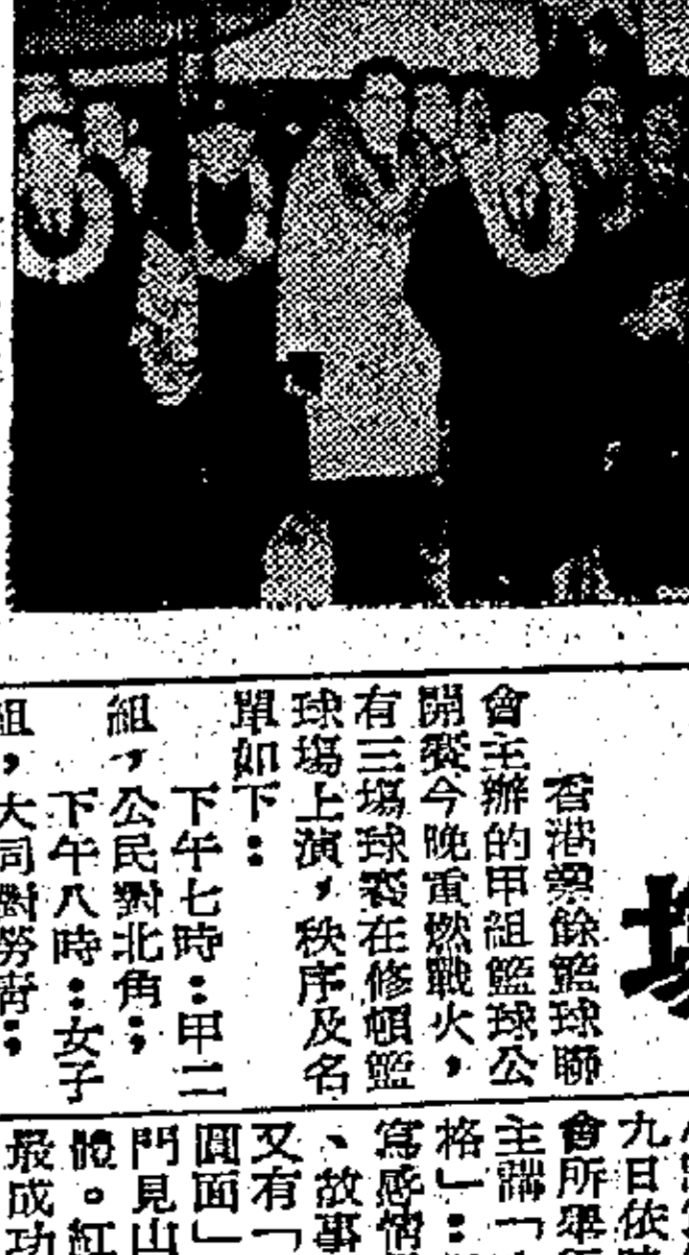 場
香港業餘籃球聯
會主辦的甲組籃球公
開賽今晚重燃戰火，
有三塲球賽在修頓籃
球塲上演，秩序及名
單如下：
下午七時：甲二
組，公民對北角；
下午八時：女子
組，大同對勞青；
九日依
會所舉
主講「
格」：
寫感情
、故事
又有「
圓面」
門見山
體。紅
最成功